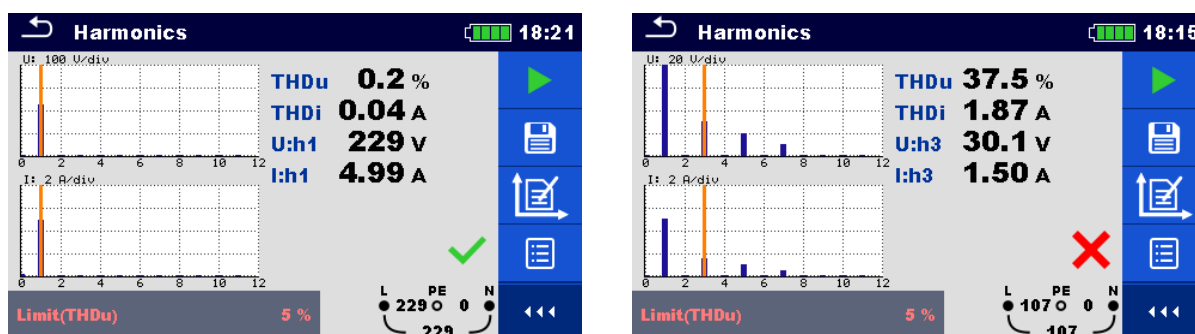 Harmonics 18:21
U: 100 V/div
THDu 0.2 %
THDi 0.04 A
U:h1 229 V
I:h1 4.99 A
0 2 4 6 8 10 12
I: 2 A/div
0 2 4 6 8 10 12
Limit(THDu) 5 %
L PE N
229 0
229
Harmonics 18:15
U: 20 V/div
THDu 37.5 %
THDi 1.87 A
U:h3 30.1 V
I:h3 1.50 A
0 2 4 6 8 10 12
I: 2 A/div
0 2 4 6 8 10 12
Limit(THDu) 5 %
L PE N
107 0
107